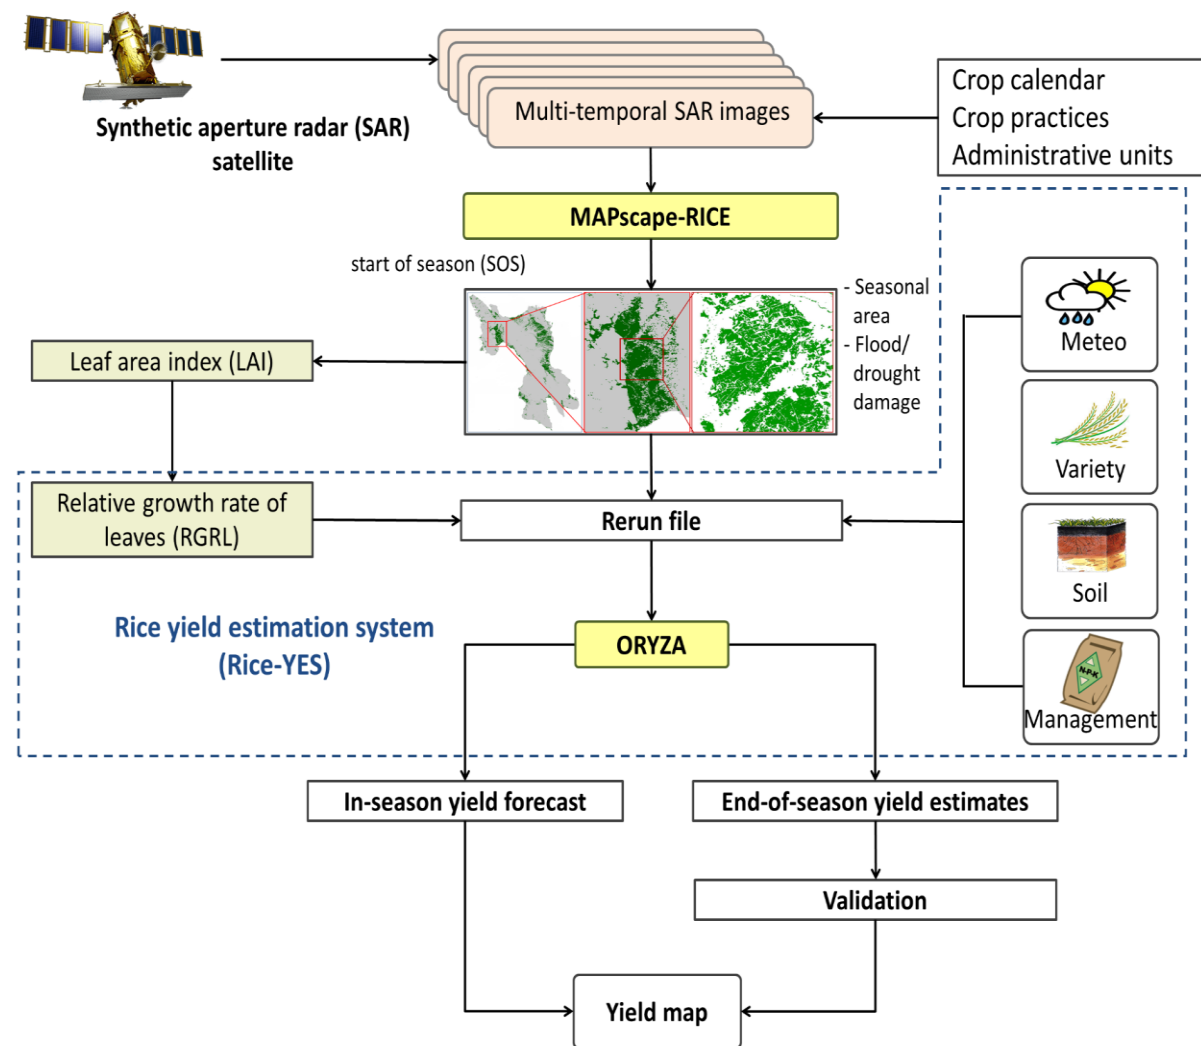 Synthetic aperture radar (SAR)
satellite
Multi-temporal SAR images
Crop calendar
Crop practices
Administrative units
MAPscape-RICE
start of season (SOS)
- Seasonal
area
- Flood/
drought
damage
Leaf area index (LAI)
Relative growth rate of
leaves (RGRL)
Rerun file
Meteo
Variety
Soil
N-P-K
Management
Rice yield estimation system
(Rice-YES)
ORYZA
In-season yield forecast
End-of-season yield estimates
Validation
Yield map